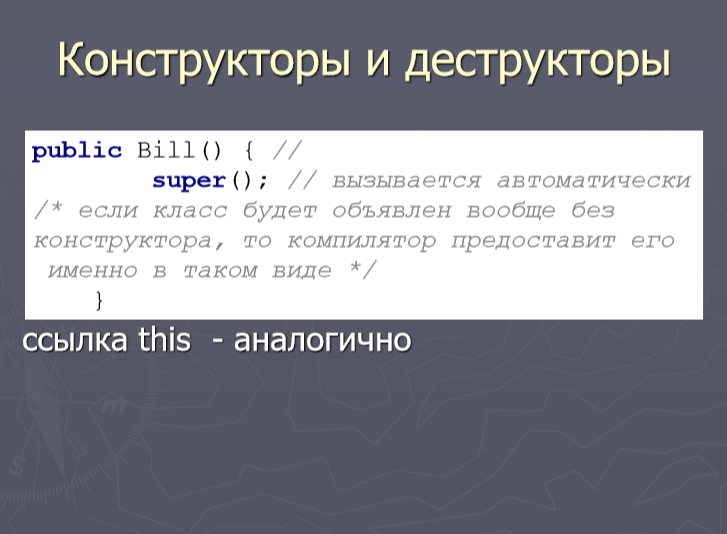 Конструкторы и деструкторы
public Bill() { //
super(); // вызывается автоматически
/* если класс будет объявлен вообще без
конструктора, то компилятор предоставит его
именно в таком виде */
}
ссылка this - аналогично
m
S